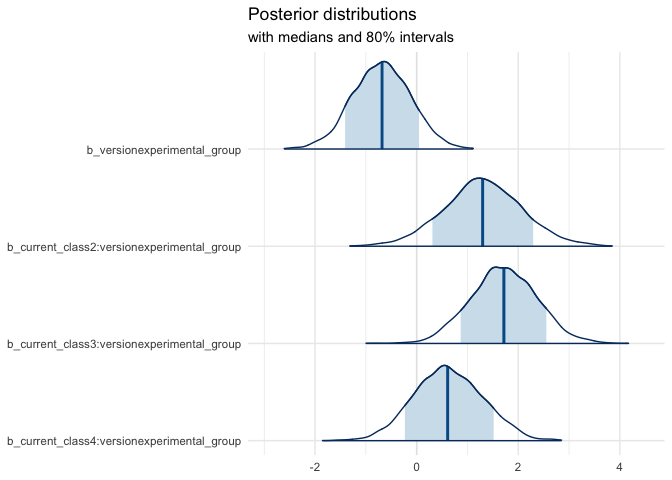 Posterior distributions
with medians and 80% intervals
b_versionexperimental_group
b_current_class2:versionexperimental_group
b_current_class3:versionexperimental_group
b_current_class4:versionexperimental_group
-2 0 2 4